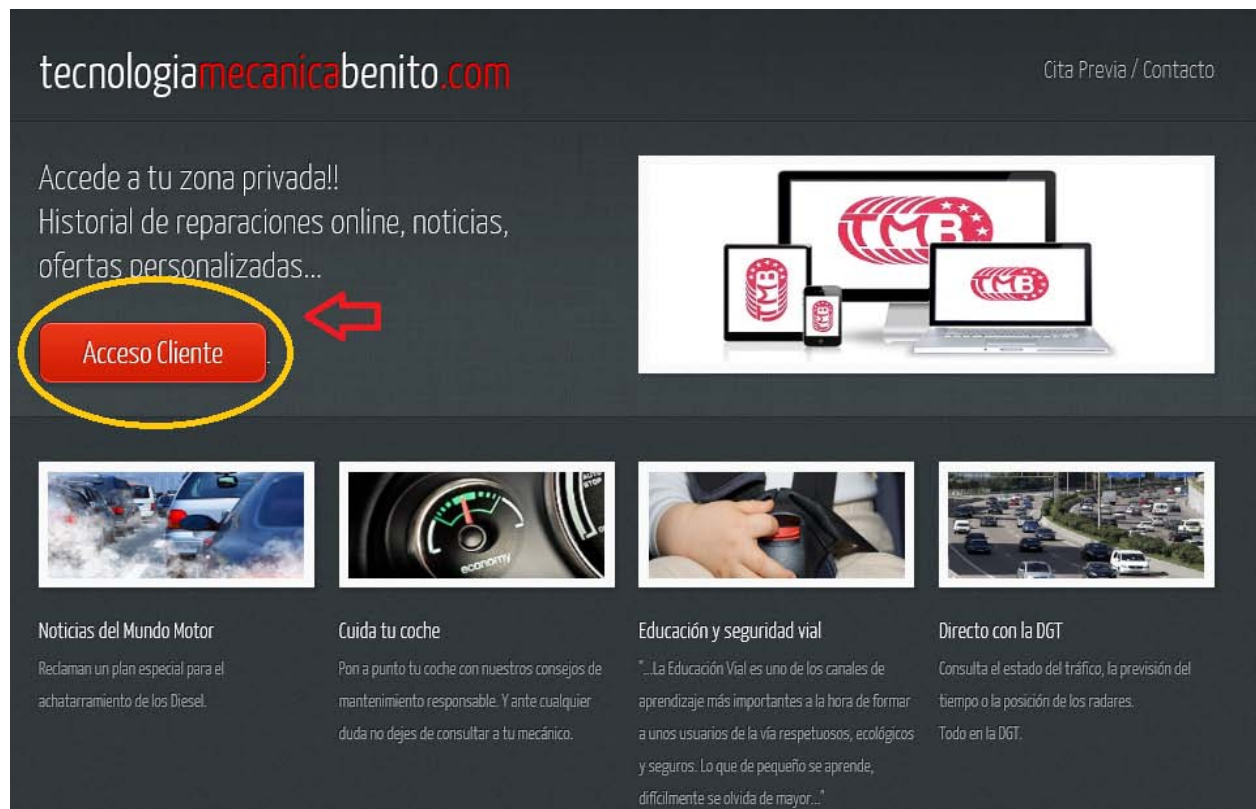 tecnologiamecanicabenito.com
Cita Previa / Contacto
Accede a tu zona privada!!
Historial de reparaciones online, noticias,
ofertas personalizadas...
Acceso Cliente
.
TMB
TMB
TMB
TMB
AUTO
STOP
economy
Noticias del Mundo Motor
Reclaman un plan especial para el
achatarramiento de los Diesel.
Cuida tu coche
Pon a punto tu coche con nuestros consejos de
mantenimiento responsable. Y ante cualquier
duda no dejes de consultar a tu mecánico.
Educación y seguridad vial
"...La Educación Vial es uno de los canales de
aprendizaje más importantes a la hora de formar
a unos usuarios de la vía respetuosos, ecológicos
y seguros. Lo que de pequeño se aprende,
difícilmente se olvida de mayor..."
Directo con la DGT
Consulta el estado del tráfico, la previsión del
tiempo o la posición de los radares.
Todo en la DGT.